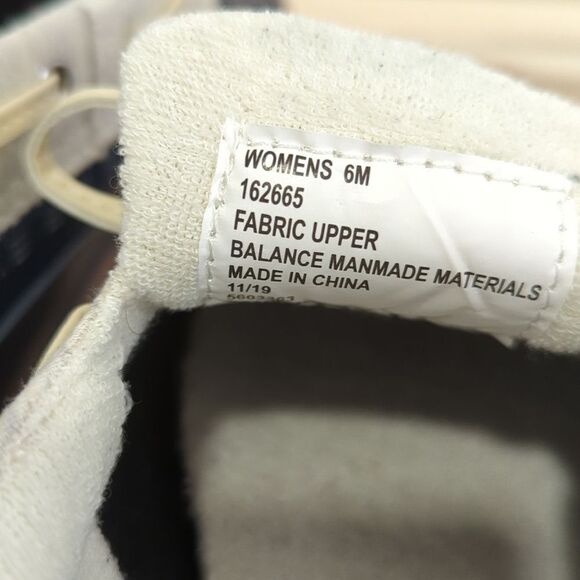 WOMENS 6M
162665
FABRIC UPPER
BALANCE MANMADE MATERIALS
MADE IN CHINA
11/19